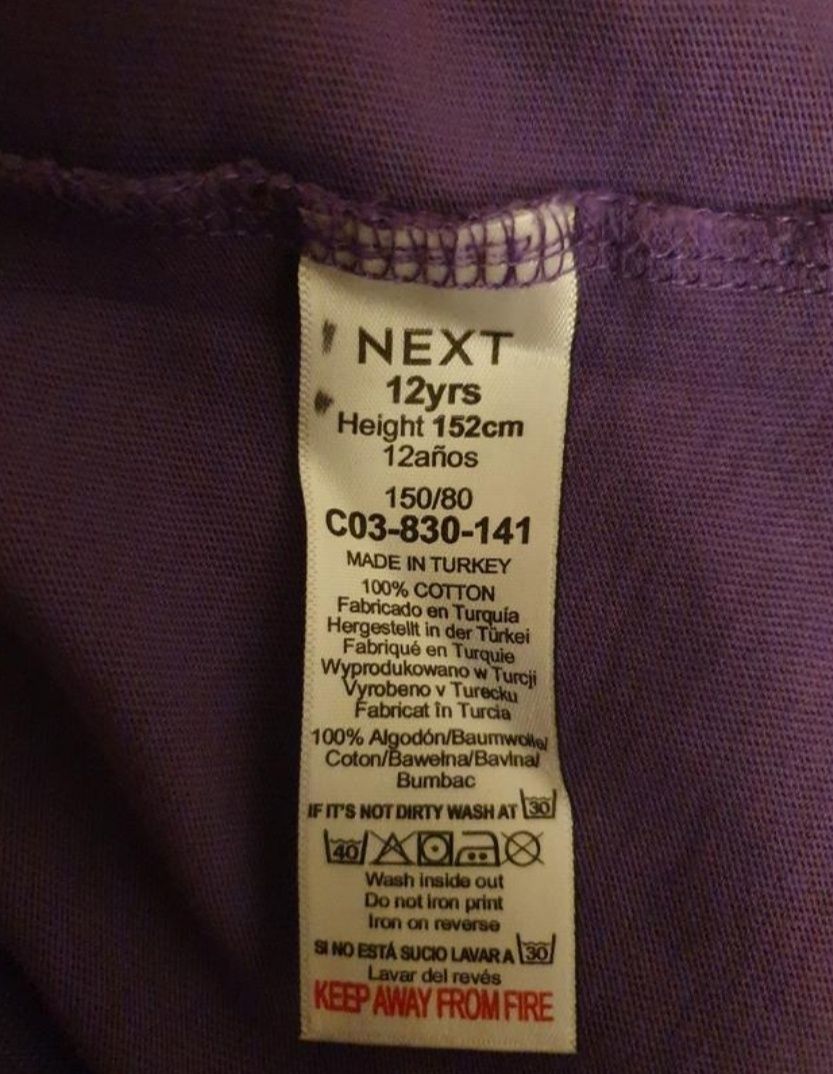 NEXT
12yrs
Height 152cm
12años
150/80
C03-830-141
MADE IN TURKEY
100% COTTON
Fabricado en Turquía
Hergestellt in der Türkei
Fabriqué en Turquie
Wyprodukowano w Turcji
Vyrobeno v Turecku
Fabricat în Turcia
100% Algodón/Baumwolle/
Coton/Bawełna/Bavlna/
Bumbac
IF IT'S NOT DIRTY WASH AT 30
40
Wash inside out
Do not iron print
Iron on reverse
SI NO ESTÁ SUCIO LAVAR A 30
Lavar del revés
KEEP AWAY FROM FIRE